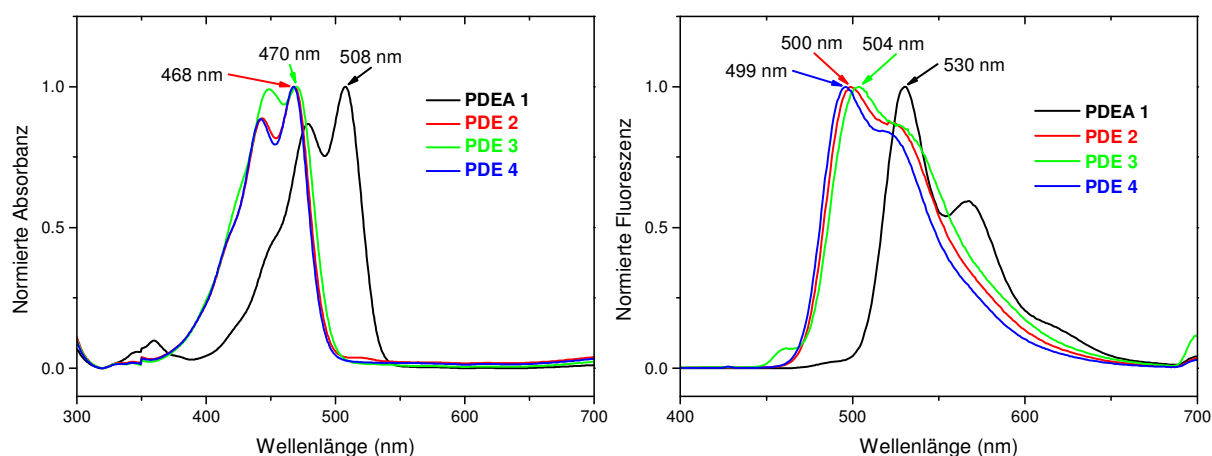 470 nm
508 nm
468 nm
1.0
0.5
0.0
Normierte Absorbanz
PDEA 1
PDE 2
PDE 3
PDE 4
300
400
500
600
700
Wellenlänge (nm)
500 nm
504 nm
499 nm
530 nm
1.0
0.5
0.0
Normierte Fluoreszenz
PDEA 1
PDE 2
PDE 3
PDE 4
400
500
600
700
Wellenlänge (nm)